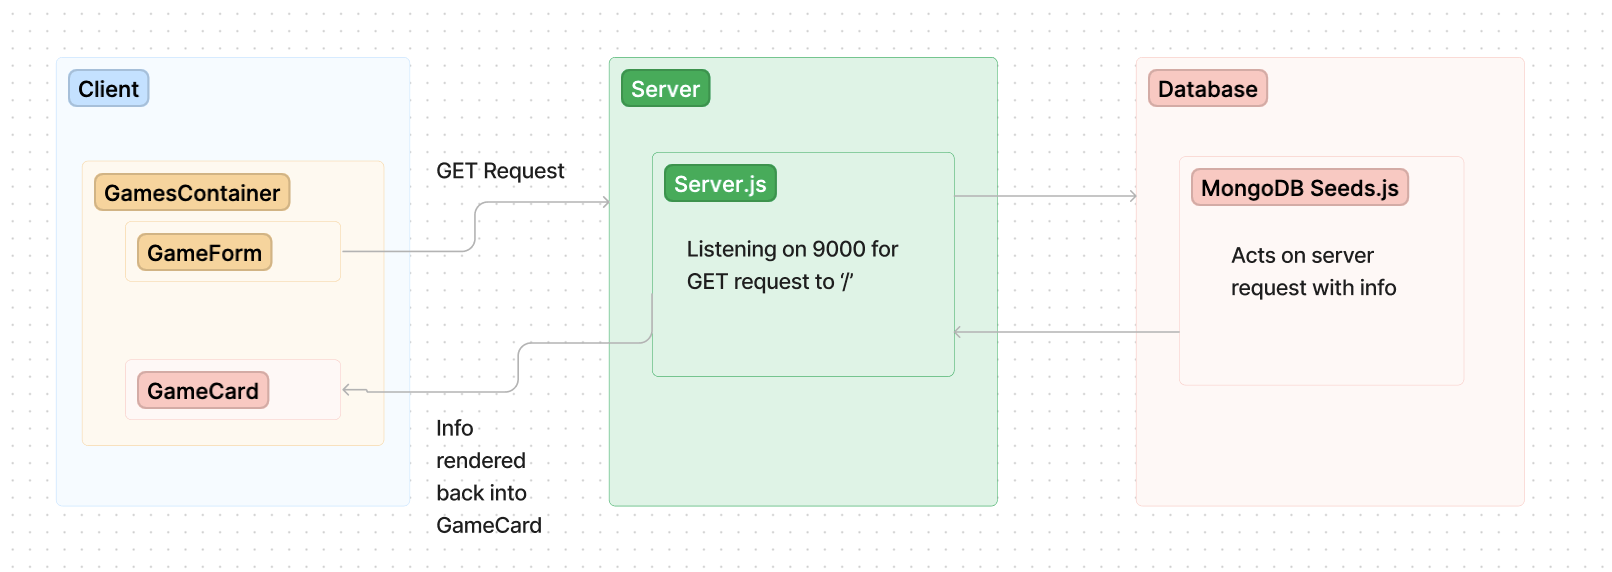 Client
GamesContainer
GameForm
GameCard
GET Request
Info
rendered
back into
GameCard
Server
Server.js
Listening on 9000 for
GET request to ‘/’
Database
MongoDB Seeds.js
Acts on server
request with info